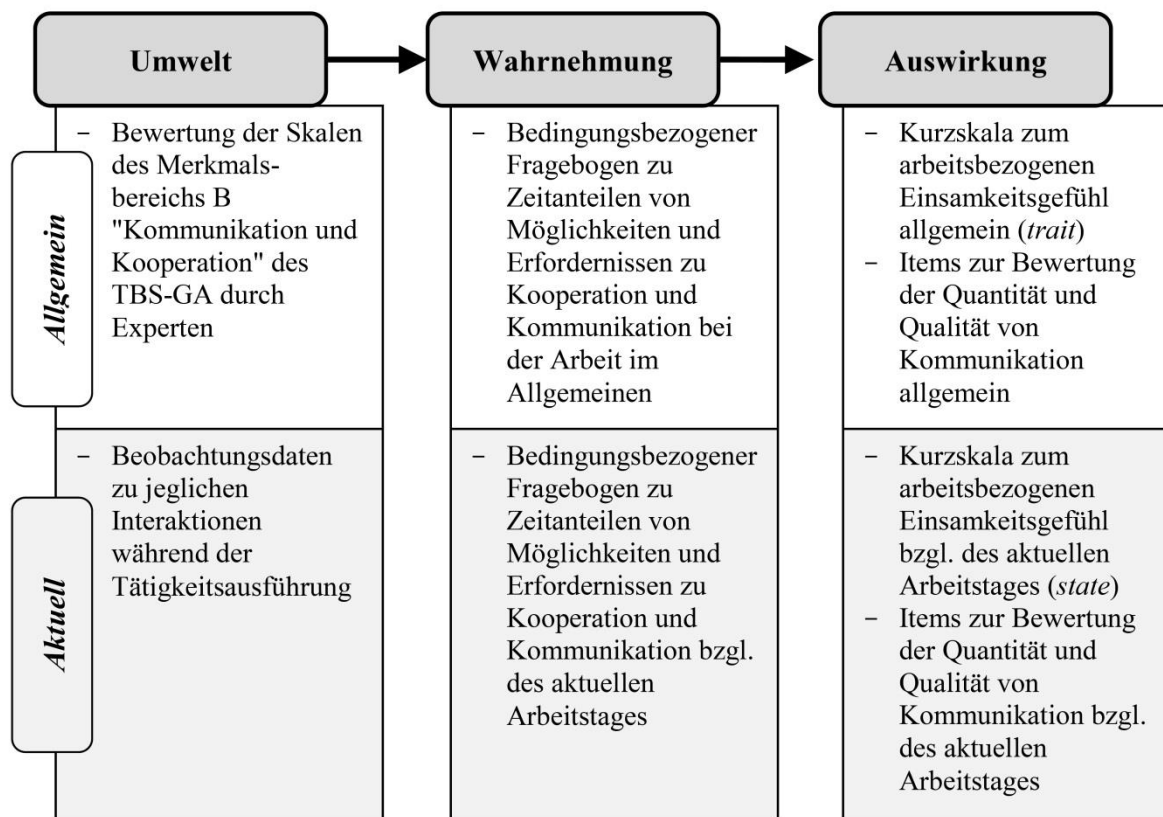 Umwelt
Wahrnehmung
Auswirkung
Allgemein
– Bewertung der Skalen
des Merkmals-
bereichs B
"Kommunikation und
Kooperation" des
TBS-GA durch
Experten
– Bedingungsbezogener
Fragebogen zu
Zeitanteilen von
Möglichkeiten und
Erfordernissen zu
Kooperation und
Kommunikation bei
der Arbeit im
Allgemeinen
– Kurzskala zum
arbeitsbezogenen
Einsamkeitsgefühl
allgemein (trait)
– Items zur Bewertung
der Quantität und
Qualität von
Kommunikation
allgemein
Aktuell
– Beobachtungsdaten
zu jeglichen
Interaktionen
während der
Tätigkeitsausführung
– Bedingungsbezogener
Fragebogen zu
Zeitanteilen von
Möglichkeiten und
Erfordernissen zu
Kooperation und
Kommunikation bzgl.
des aktuellen
Arbeitstages
– Kurzskala zum
arbeitsbezogenen
Einsamkeitsgefühl
bzgl. des aktuellen
Arbeitstages (state)
– Items zur Bewertung
der Quantität und
Qualität von
Kommunikation bzgl.
des aktuellen
Arbeitstages